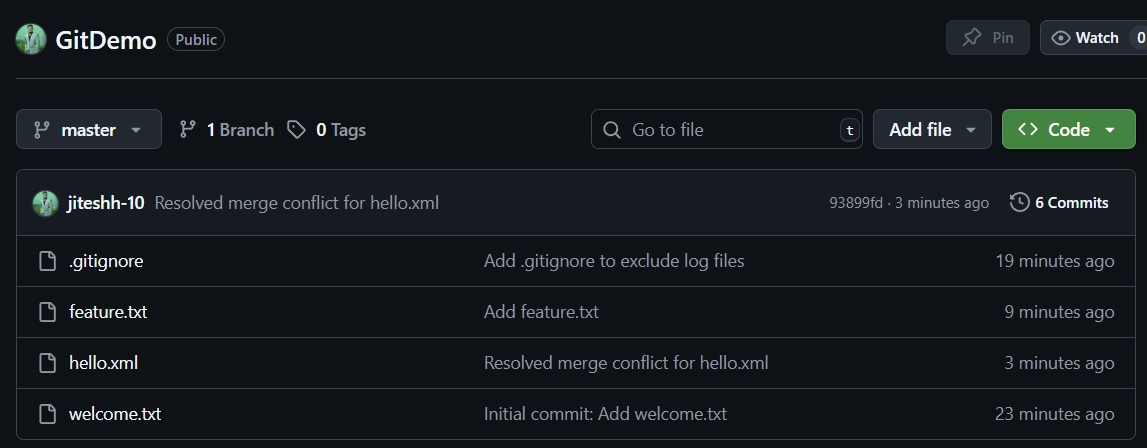 GitDemo Public Pin Watch 0
master 1 Branch 0 Tags Go to file t Add file Code
jiteshh-10 Resolved merge conflict for hello.xml 93899fd · 3 minutes ago 6 Commits
.gitignore Add .gitignore to exclude log files 19 minutes ago
feature.txt Add feature.txt 9 minutes ago
hello.xml Resolved merge conflict for hello.xml 3 minutes ago
welcome.txt Initial commit: Add welcome.txt 23 minutes ago